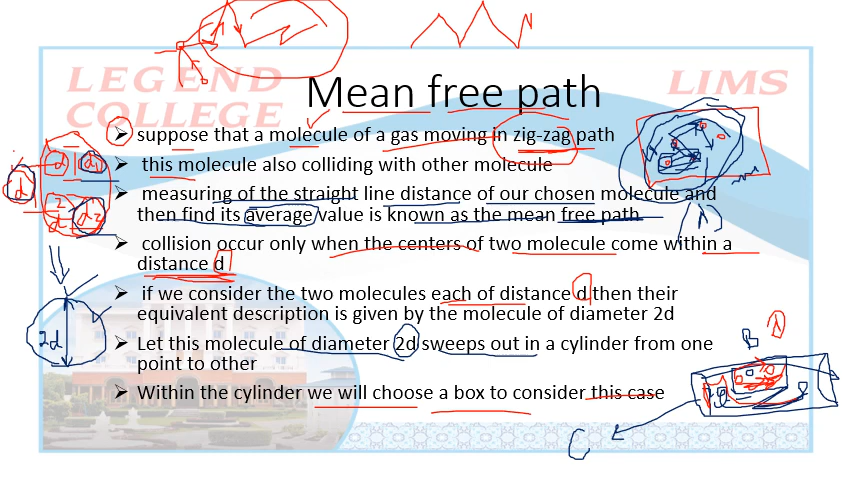 LEGEND
COLLEGE
LIMS
Mean free path
➢ suppose that a molecule of a gas moving in zig-zag path
➢ this molecule also colliding with other molecule
➢ measuring of the straight line distance of our chosen molecule and
then find its average value is known as the mean free path
➢ collision occur only when the centers of two molecule come within a
distance d
➢ if we consider the two molecules each of distance d then their
equivalent description is given by the molecule of diameter 2d
➢ Let this molecule of diameter 2d sweeps out in a cylinder from one
point to other
➢ Within the cylinder we will choose a box to consider this case
d
d
2d
B
C